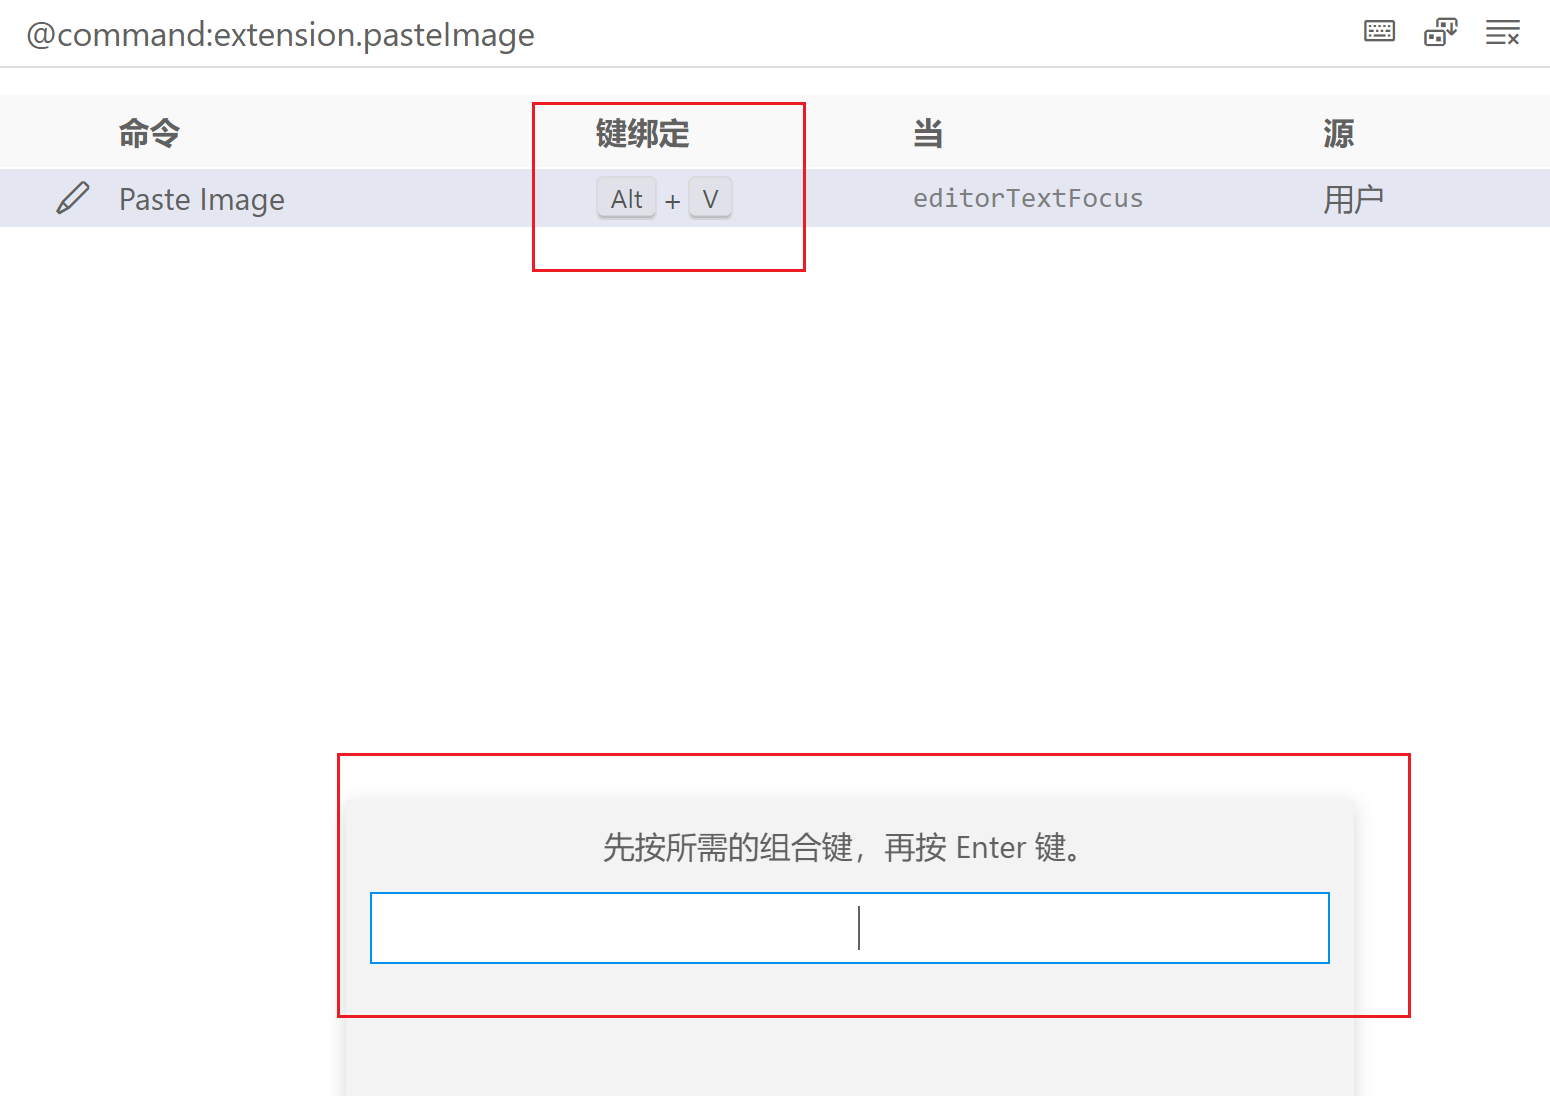 @command:extension.pasteImage
命令 键绑定 当 源
Paste Image Alt + V editorTextFocus 用户
先按所需的组合键，再按 Enter 键。